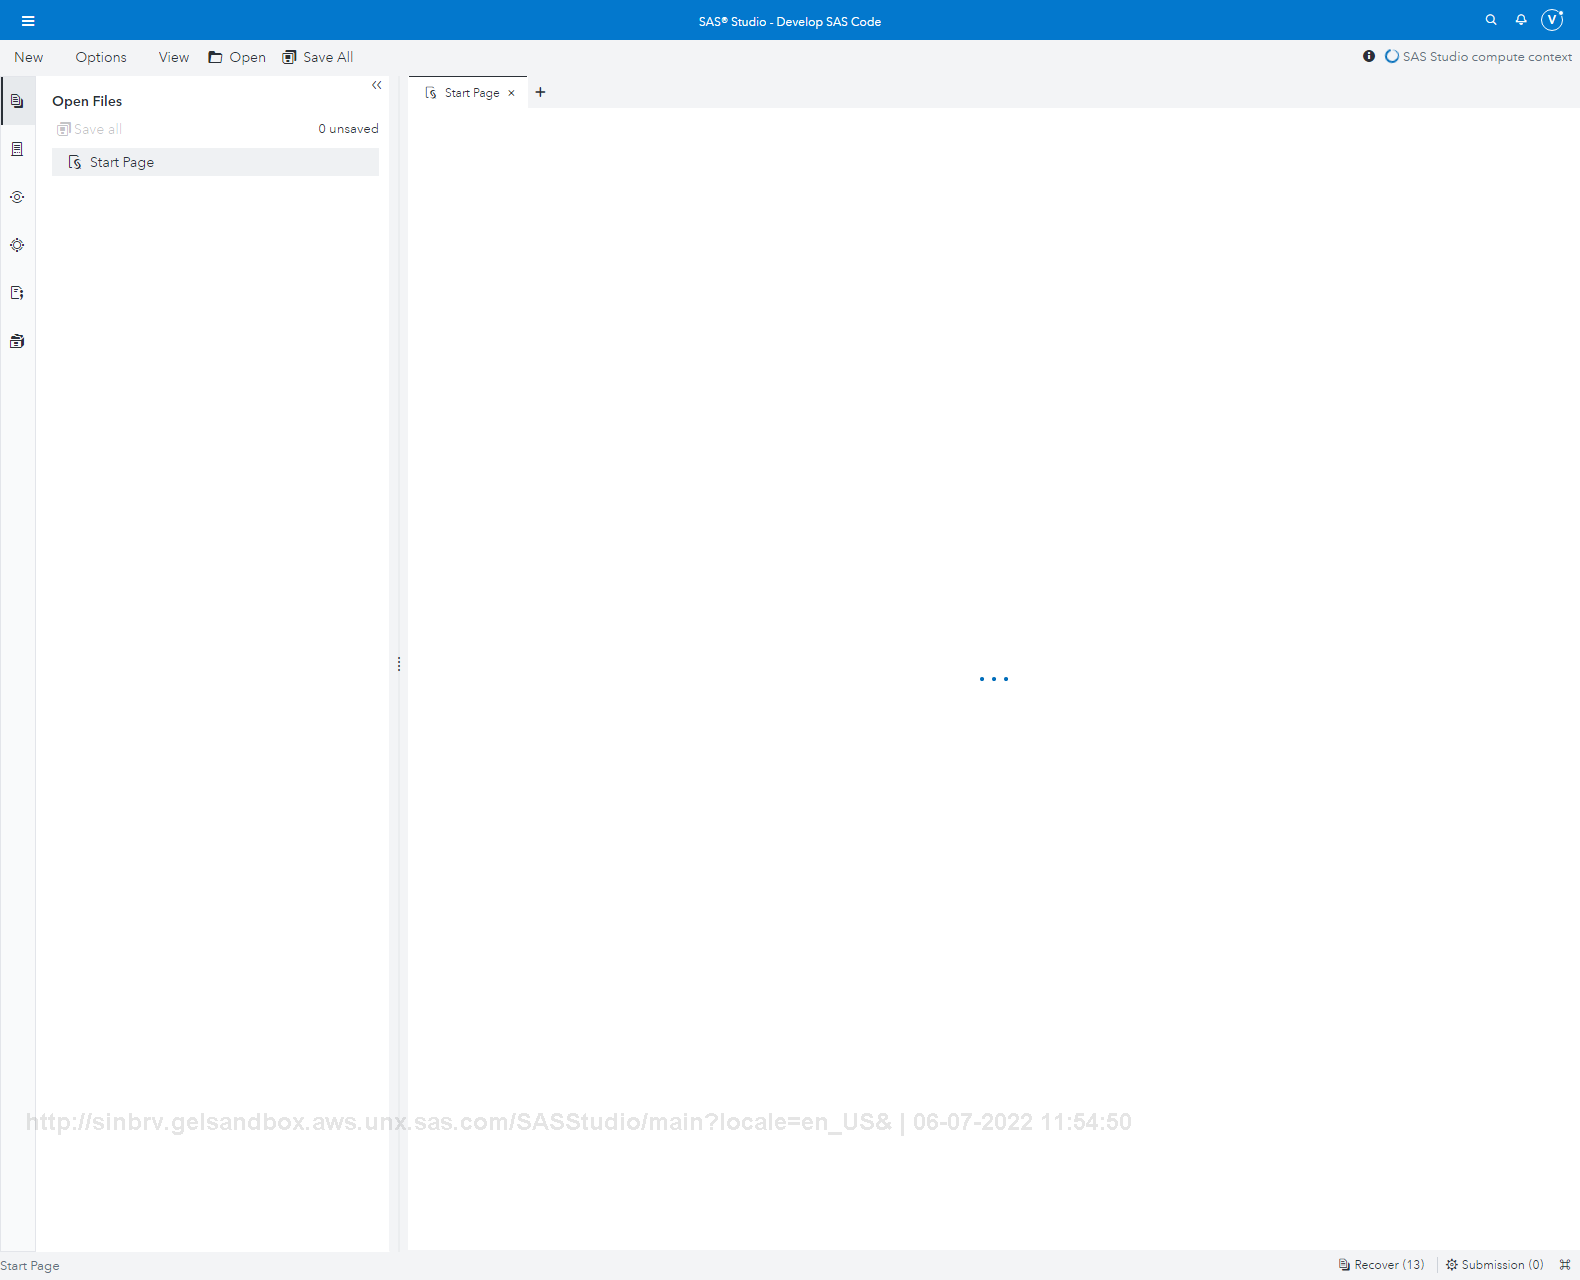 SAS® Studio - Develop SAS Code
V
New Options View Open Save All
SAS Studio compute context
Open Files
Save all 0 unsaved
Start Page
Start Page × +
http://sinbrv.gelsandbox.aws.unx.sas.com/SASStudio/main?locale=en_US& | 06-07-2022 11:54:50
Start Page
Recover (13) Submission (0)